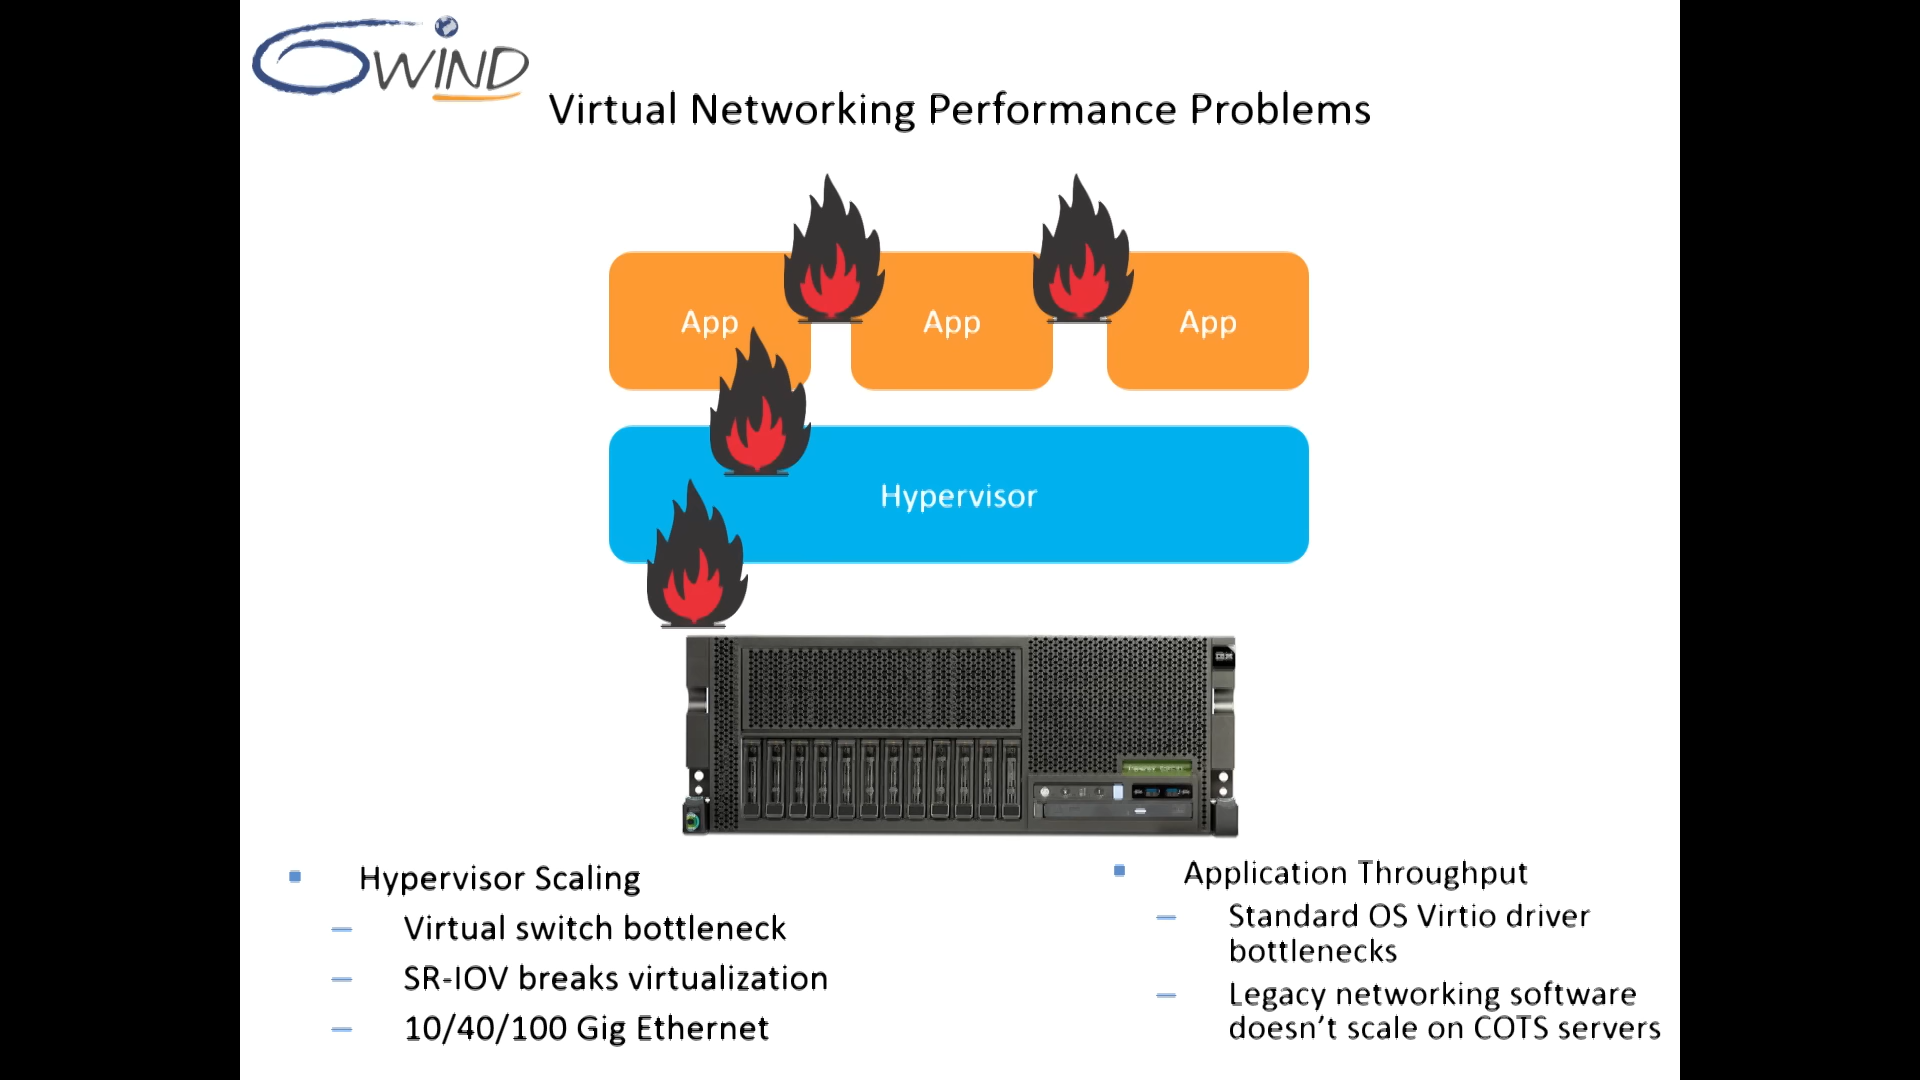 6WIND
Virtual Networking Performance Problems
App App App
Hypervisor
IBM
Hypervisor Scaling
– Virtual switch bottleneck
– SR-IOV breaks virtualization
– 10/40/100 Gig Ethernet
Application Throughput
– Standard OS Virtio driver
bottlenecks
– Legacy networking software
doesn’t scale on COTS servers